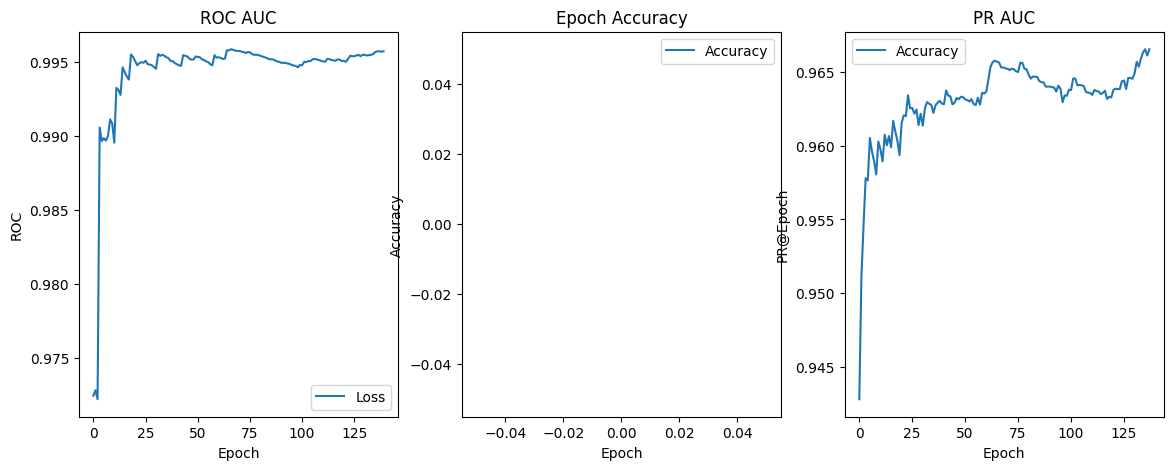 ROC AUC
0.995
0.990
0.985
0.980
0.975
ROC
0
25
50
75
100
125
Epoch
Loss
Epoch Accuracy
0.04
0.02
0.00
−0.02
−0.04
Accuracy
−0.04
−0.02
0.00
0.02
0.04
Epoch
Accuracy
PR AUC
0.965
0.960
0.955
0.950
0.945
PR@Epoch
0
25
50
75
100
125
Epoch
Accuracy